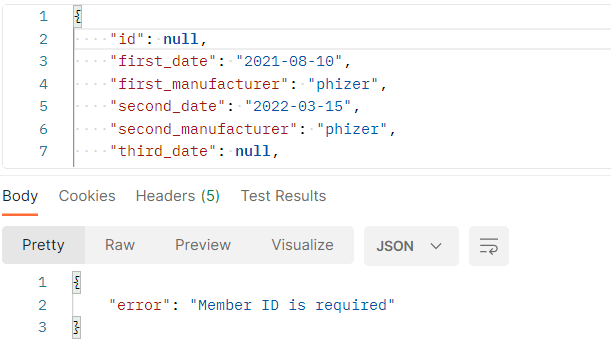 1 {
2 "id": null,
3 "first_date": "2021-08-10",
4 "first_manufacturer": "phizer",
5 "second_date": "2022-03-15",
6 "second_manufacturer": "phizer",
7 "third_date": null,
Body Cookies Headers (5) Test Results
Pretty Raw Preview Visualize JSON
1 {
2 "error": "Member ID is required"
3 }